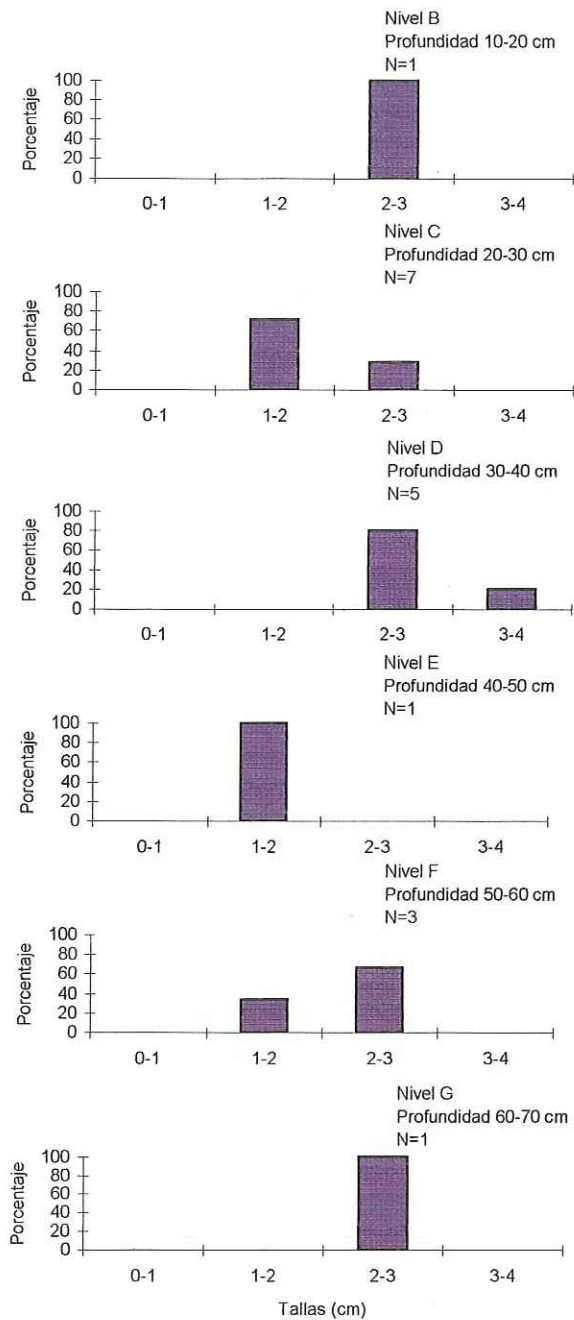 Nivel B
Profundidad 10-20 cm
N=1
Porcentaje
100
80
60
40
20
0
0-1 1-2 2-3 3-4
Nivel C
Profundidad 20-30 cm
N=7
Porcentaje
100
80
60
40
20
0
0-1 1-2 2-3 3-4
Nivel D
Profundidad 30-40 cm
N=5
Porcentaje
100
80
60
40
20
0
0-1 1-2 2-3 3-4
Nivel E
Profundidad 40-50 cm
N=1
Porcentaje
100
80
60
40
20
0
0-1 1-2 2-3 3-4
Nivel F
Profundidad 50-60 cm
N=3
Porcentaje
100
80
60
40
20
0
0-1 1-2 2-3 3-4
Nivel G
Profundidad 60-70 cm
N=1
Porcentaje
100
80
60
40
20
0
0-1 1-2 2-3 3-4
Tallas (cm)